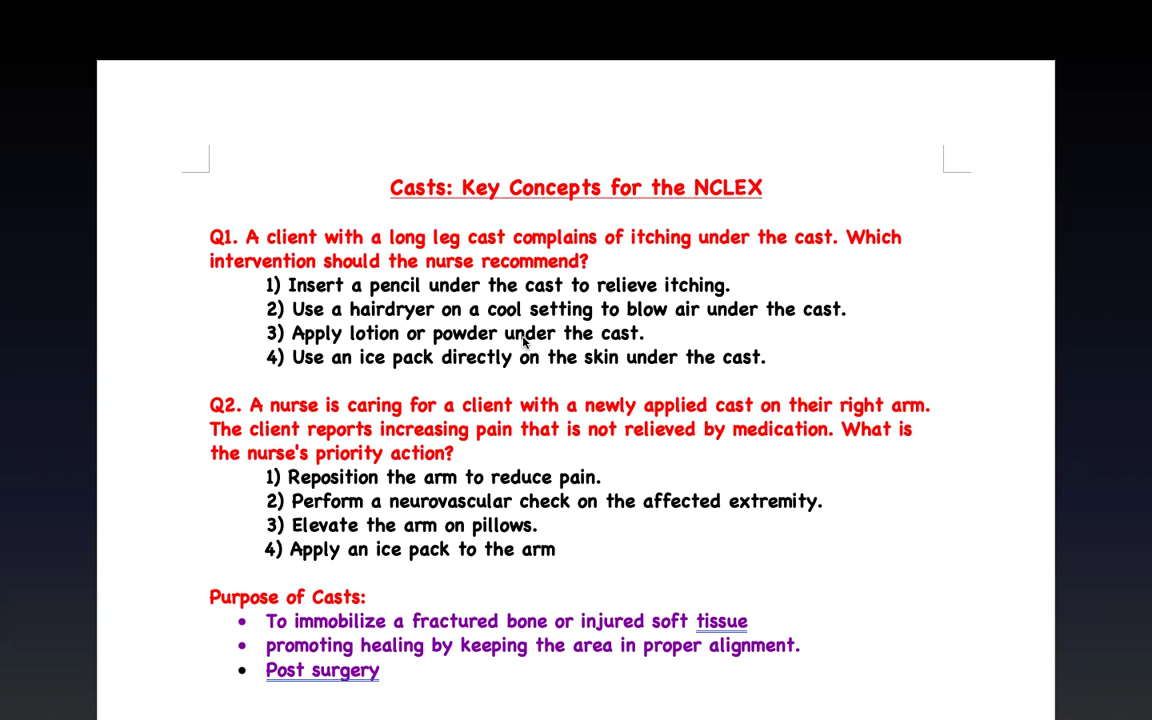 Casts: Key Concepts for the NCLEX
Q1. A client with a long leg cast complains of itching under the cast. Which
intervention should the nurse recommend?
1) Insert a pencil under the cast to relieve itching.
2) Use a hairdryer on a cool setting to blow air under the cast.
3) Apply lotion or powder under the cast.
4) Use an ice pack directly on the skin under the cast.
Q2. A nurse is caring for a client with a newly applied cast on their right arm.
The client reports increasing pain that is not relieved by medication. What is
the nurse's priority action?
1) Reposition the arm to reduce pain.
2) Perform a neurovascular check on the affected extremity.
3) Elevate the arm on pillows.
4) Apply an ice pack to the arm
Purpose of Casts:
• To immobilize a fractured bone or injured soft tissue
• promoting healing by keeping the area in proper alignment.
• Post surgery